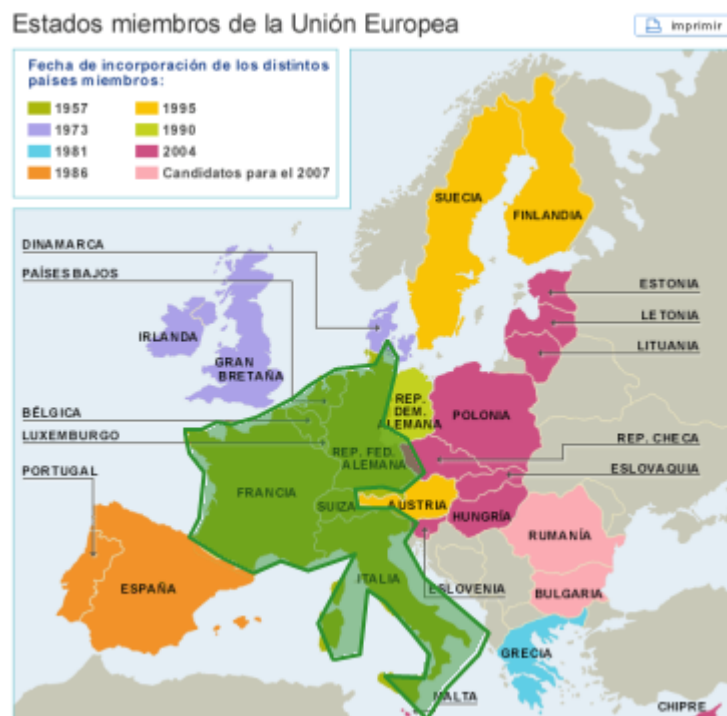 Estados miembros de la Unión Europea
imprimir
Fecha de incorporación de los distintos
países miembros:
1957
1995
1973
1990
1981
2004
1986
Candidatos para el 2007
SUECIA
FINLANDIA
DINAMARCA
PAÍSES BAJOS
ESTONIA
LETONIA
LITUANIA
IRLANDA
GRAN
BRETAÑA
BÉLGICA
LUXEMBURGO
PORTUGAL
REP.
DEM.
ALEMANA
POLONIA
REP. CHECA
ESLOVAQUIA
REP. FED.
ALEMANA
FRANCIA
SUIZA
AUSTRIA
HUNGRÍA
RUMANÍA
ESPAÑA
ITALIA
ESLOVENIA
BULGARIA
GRECIA
MALTA
CHIPRE